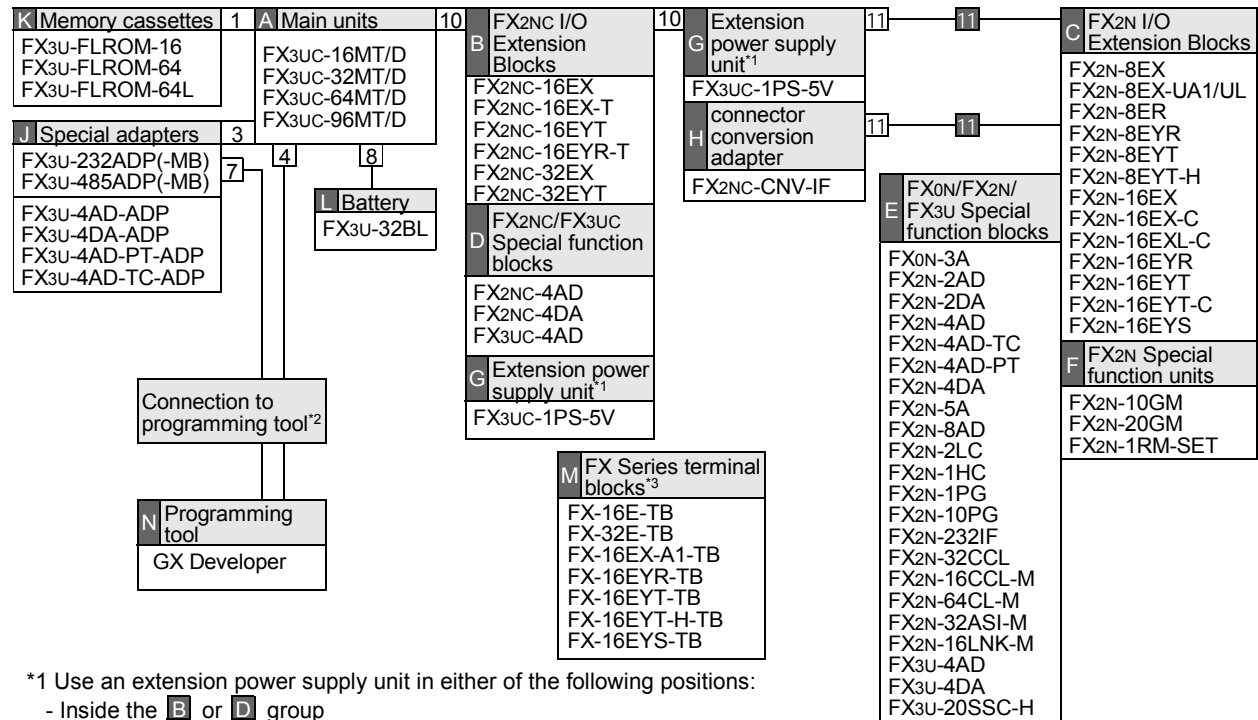 K Memory cassettes
FX3U-FLROM-16
FX3U-FLROM-64
FX3U-FLROM-64L
1
A Main units
FX3UC-16MT/D
FX3UC-32MT/D
FX3UC-64MT/D
FX3UC-96MT/D
J Special adapters
FX3U-232ADP(-MB)
FX3U-485ADP(-MB)
FX3U-4AD-ADP
FX3U-4DA-ADP
FX3U-4AD-PT-ADP
FX3U-4AD-TC-ADP
3
7
4
8
L Battery
FX3U-32BL
Connection to
programming tool*2
N Programming
tool
GX Developer
10
B FX2NC I/O
Extension
Blocks
FX2NC-16EX
FX2NC-16EX-T
FX2NC-16EYT
FX2NC-16EYR-T
FX2NC-32EX
FX2NC-32EYT
D FX2NC/FX3UC
Special function
blocks
FX2NC-4AD
FX2NC-4DA
FX3UC-4AD
G Extension power
supply unit*1
FX3UC-1PS-5V
M FX Series terminal
blocks*3
FX-16E-TB
FX-32E-TB
FX-16EX-A1-TB
FX-16EYR-TB
FX-16EYT-TB
FX-16EYT-H-TB
FX-16EYS-TB
10
G Extension
power supply
unit*1
FX3UC-1PS-5V
H connector
conversion
adapter
FX2NC-CNV-IF
11
11
11
11
E FX0N/FX2N/
FX3U Special
function blocks
FX0N-3A
FX2N-2AD
FX2N-2DA
FX2N-4AD
FX2N-4AD-TC
FX2N-4AD-PT
FX2N-4DA
FX2N-5A
FX2N-8AD
FX2N-2LC
FX2N-1HC
FX2N-1PG
FX2N-10PG
FX2N-232IF
FX2N-32CCL
FX2N-16CCL-M
FX2N-64CL-M
FX2N-32ASI-M
FX2N-16LNK-M
FX3U-4AD
FX3U-4DA
FX3U-20SSC-H
C FX2N I/O
Extension Blocks
FX2N-8EX
FX2N-8EX-UA1/UL
FX2N-8ER
FX2N-8EYR
FX2N-8EYT
FX2N-8EYT-H
FX2N-16EX
FX2N-16EX-C
FX2N-16EXL-C
FX2N-16EYR
FX2N-16EYT
FX2N-16EYT-C
FX2N-16EYS
F FX2N Special
function units
FX2N-10GM
FX2N-20GM
FX2N-1RM-SET
*1 Use an extension power supply unit in either of the following positions:
- Inside the B or D group